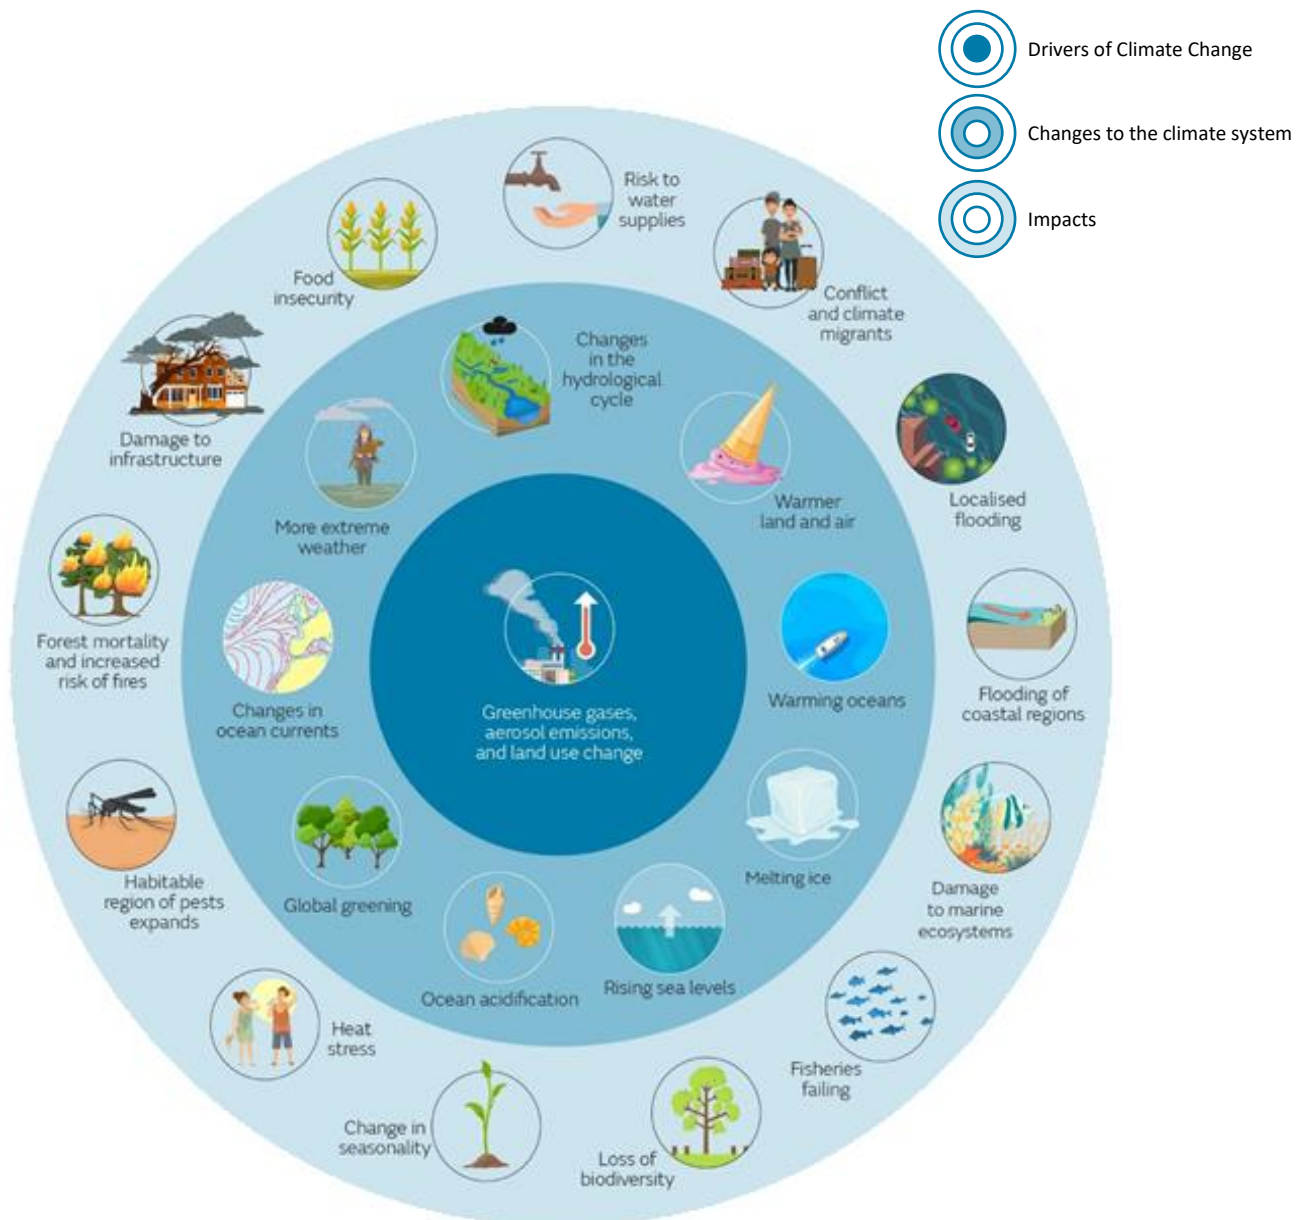 Drivers of Climate Change
Changes to the climate system
Impacts
Risk to
water
supplies
Conflict
and climate
migrants
Localised
flooding
Flooding of
coastal regions
Damage
to marine
ecosystems
Fisheries
failing
Loss of
biodiversity
Change in
seasonality
Heat
stress
Habitable
region of pests
expands
Forest mortality
and increased
risk of fires
Damage to
infrastructure
Food
insecurity
Changes
in the
hydrological
cycle
Warmer
land and air
Warming oceans
Melting ice
Rising sea levels
Ocean acidification
Global greening
Changes in
ocean currents
More extreme
weather
Greenhouse gases,
aerosol emissions,
and land use change